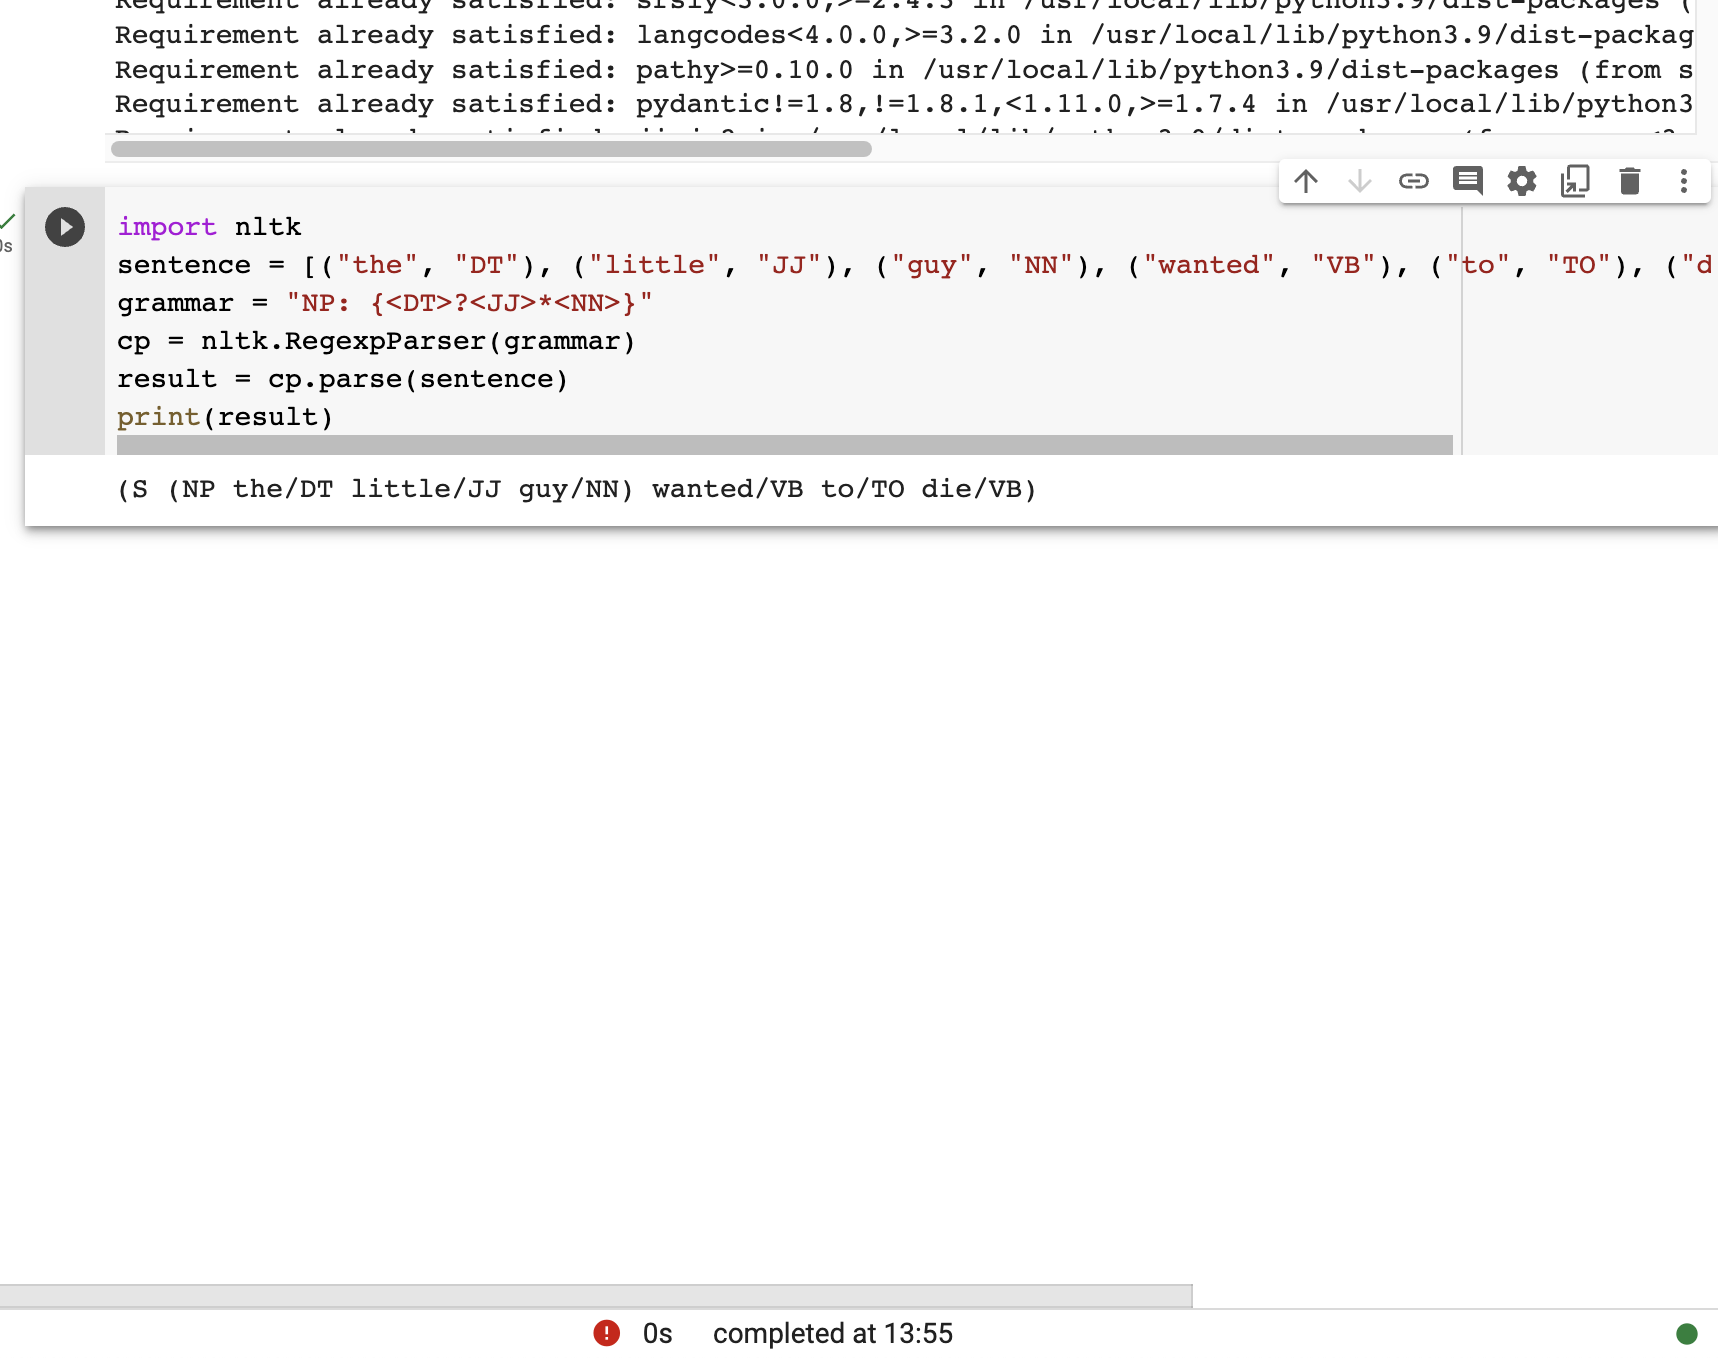 Requirement already satisfied: srsly<3.0.0,>=2.4.3 in /usr/local/lib/python3.9/dist-packages (
Requirement already satisfied: langcodes<4.0.0,>=3.2.0 in /usr/local/lib/python3.9/dist-packag
Requirement already satisfied: pathy>=0.10.0 in /usr/local/lib/python3.9/dist-packages (from s
Requirement already satisfied: pydantic!=1.8,!=1.8.1,<1.11.0,>=1.7.4 in /usr/local/lib/python3
import nltk
0s
sentence = [("the", "DT"), ("little", "JJ"), ("guy", "NN"), ("wanted", "VB"), ("to", "TO"), ("d
grammar = "NP: {<DT>?<JJ>*<NN>}"
cp = nltk.RegexpParser(grammar)
result = cp.parse(sentence)
print(result)
(S (NP the/DT little/JJ guy/NN) wanted/VB to/TO die/VB)
0s completed at 13:55